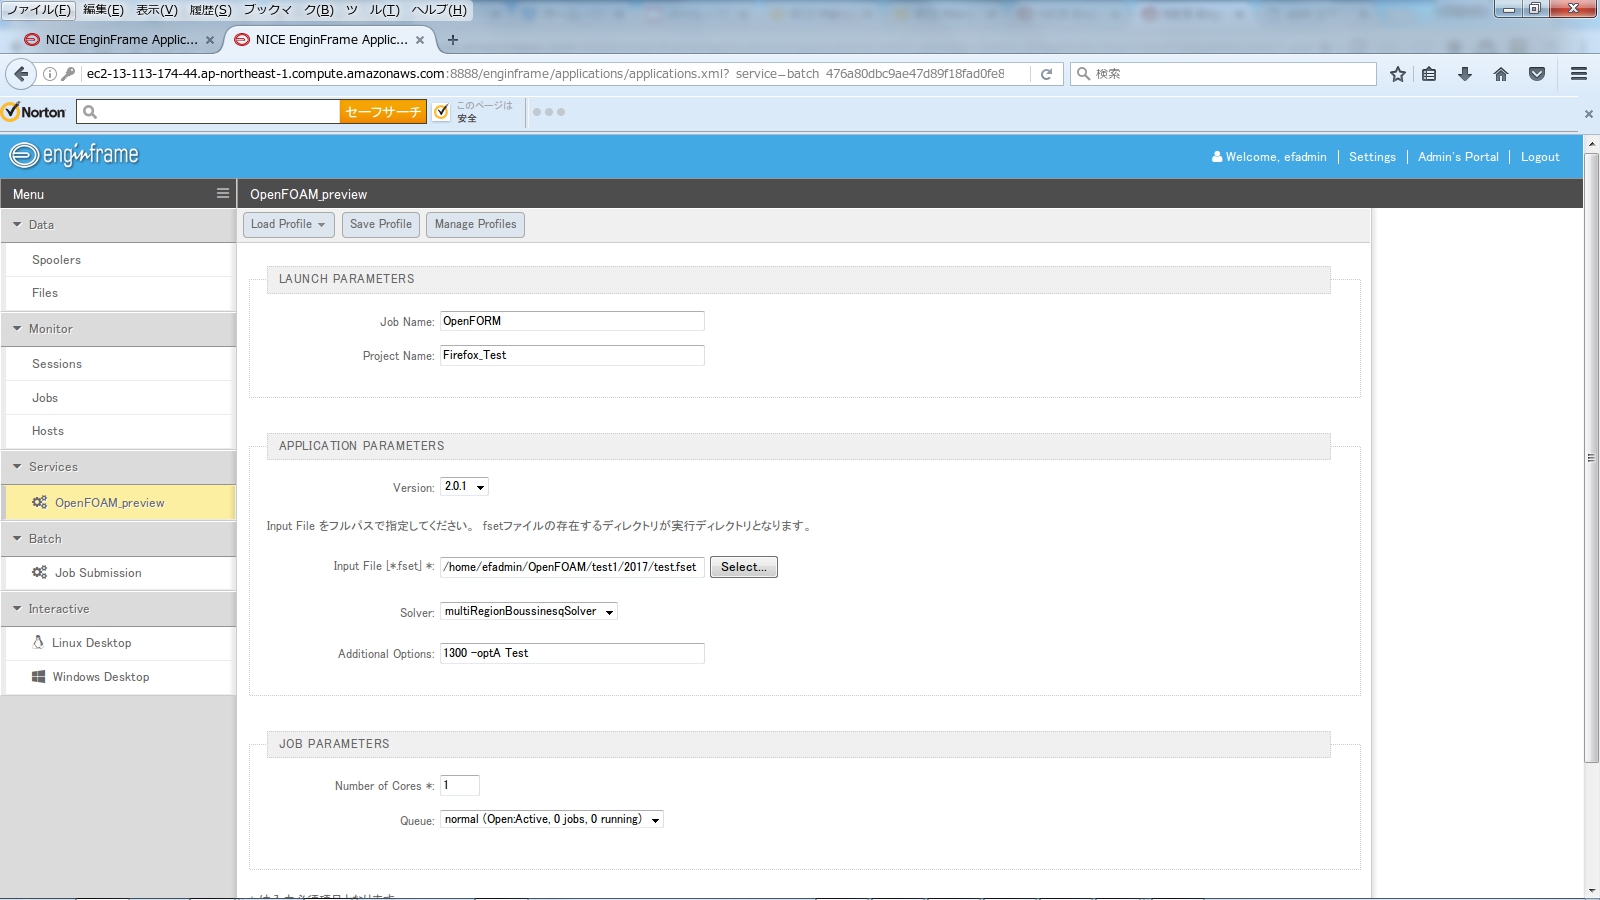 ファイル(F) 編集(E) 表示(V) 履歴(S) ブックマーク(B) ツール(T) ヘルプ(H)
NICE EnginFrame Applic... × NICE EnginFrame Applic... × +
ec2-13-113-174-44.ap-northeast-1.compute.amazonaws.com:8888/enginframe/applications/applications.xml?_service=batch_476a80dbc9ae47d89f18fad0fe8 検索
Norton セーフサーチ このページは
安全
enginframe Welcome, efadmin | Settings | Admin's Portal | Logout
Menu OpenFOAM_preview
Data
Load Profile Save Profile Manage Profiles
Spoolers
Files
Monitor
Sessions
Jobs
Hosts
Services
OpenFOAM_preview
Batch
Job Submission
Interactive
Linux Desktop
Windows Desktop
LAUNCH PARAMETERS
Job Name: OpenFORM
Project Name: Firefox_Test
APPLICATION PARAMETERS
Version: 2.0.1
Input File をフルパスで指定してください。 fsetファイルの存在するディレクトリが実行ディレクトリとなります。
Input File [*.fset] *: /home/efadmin/OpenFOAM/test1/2017/test.fset Select...
Solver: multiRegionBoussinesqSolver
Additional Options: 1300 -optA Test
JOB PARAMETERS
Number of Cores *: 1
Queue: normal (Open:Active, 0 jobs, 0 running)